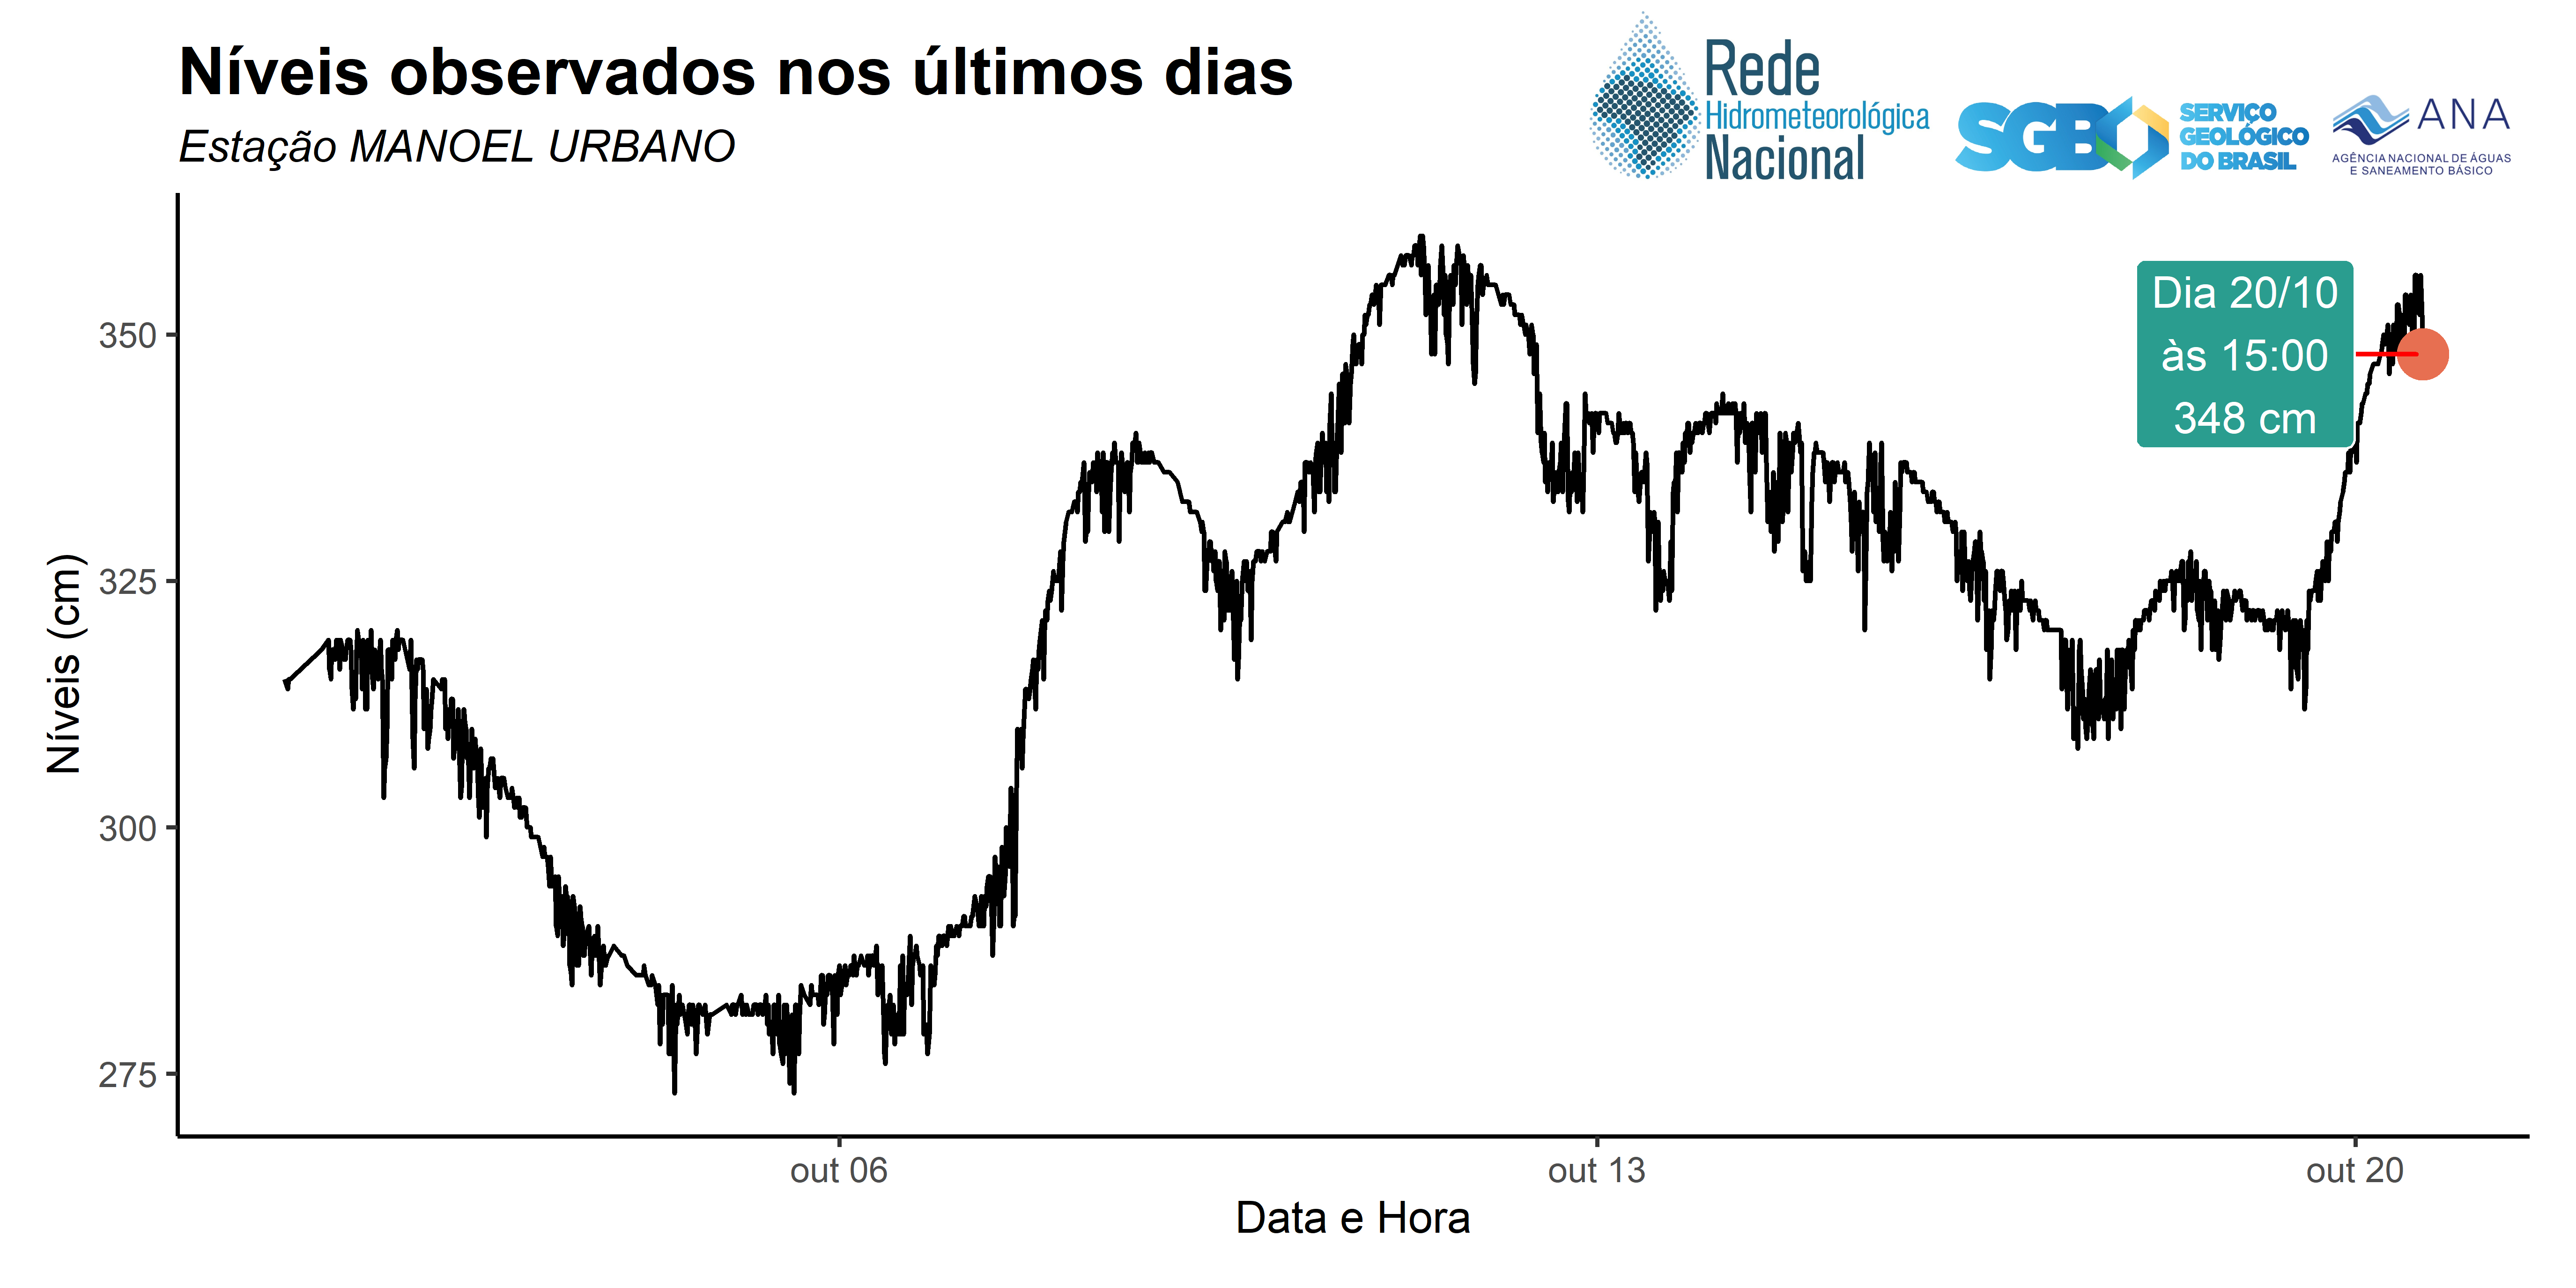 Níveis observados nos últimos dias
Estação MANOEL URBANO
Rede
Hidrometeorológica
Nacional
SGB
SERVIÇO
GEOLÓGICO
DO BRASIL
ANA
AGÊNCIA NACIONAL DE ÁGUAS
E SANEAMENTO BÁSICO
Dia 20/10
às 15:00
348 cm
Níveis (cm)
350
325
300
275
out 06
out 13
out 20
Data e Hora